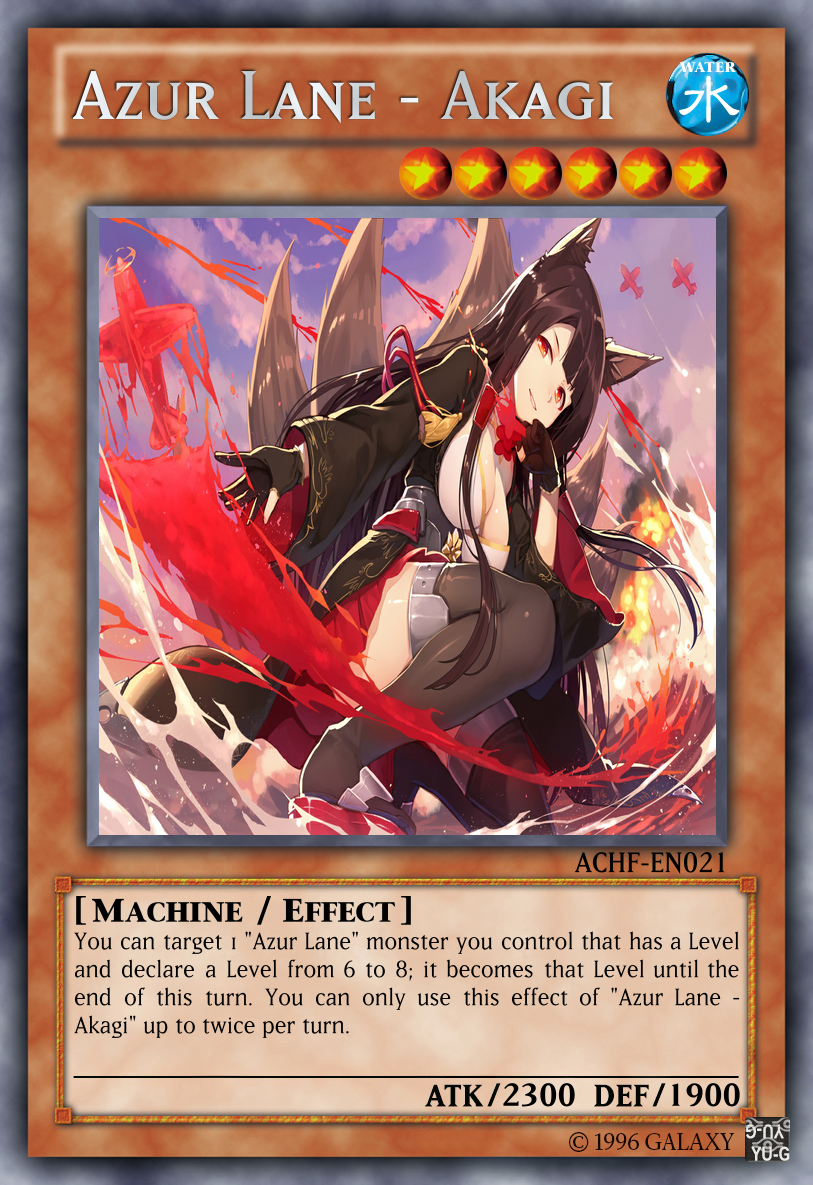 AZUR LANE - AKAGI
WATER
水
ACHF-EN021
[ MACHINE / EFFECT ]
You can target 1 "Azur Lane" monster you control that has a Level
and declare a Level from 6 to 8; it becomes that Level until the
end of this turn. You can only use this effect of "Azur Lane -
Akagi" up to twice per turn.
ATK/2300 DEF/1900
© 1996 GALAXY
YU-G